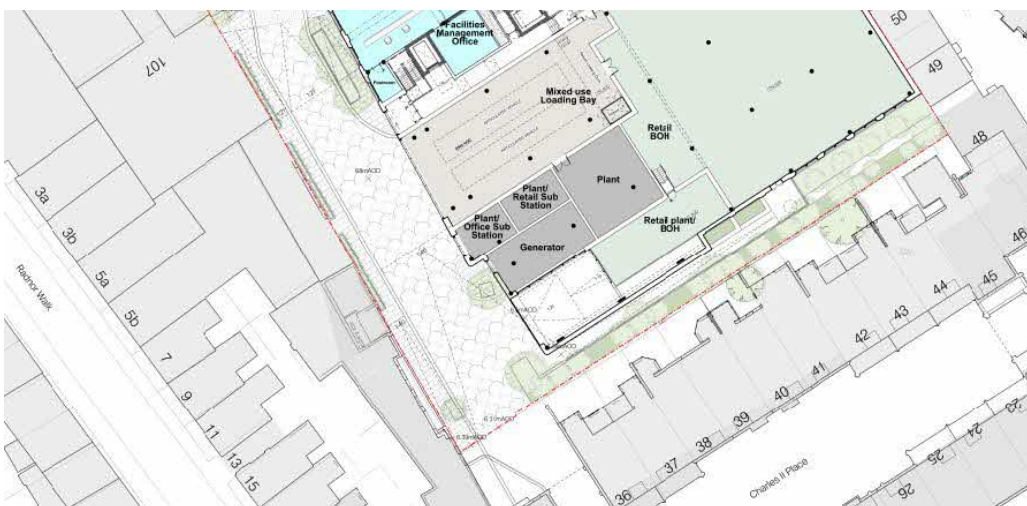 Facilities
Management
Office
50
49
48
107
Mixed use
Loading Bay
Retail
BOH
Plant
Plant/
Retail Sub
Station
Plant/
Office Sub
Station
Retail plant/
BOH
Generator
3a
3b
5a
5b
7
9
11
13
15
Radnor Walk
46
45
44
43
42
41
40
39
38
37
36
Charles II Place
23
24
25
26